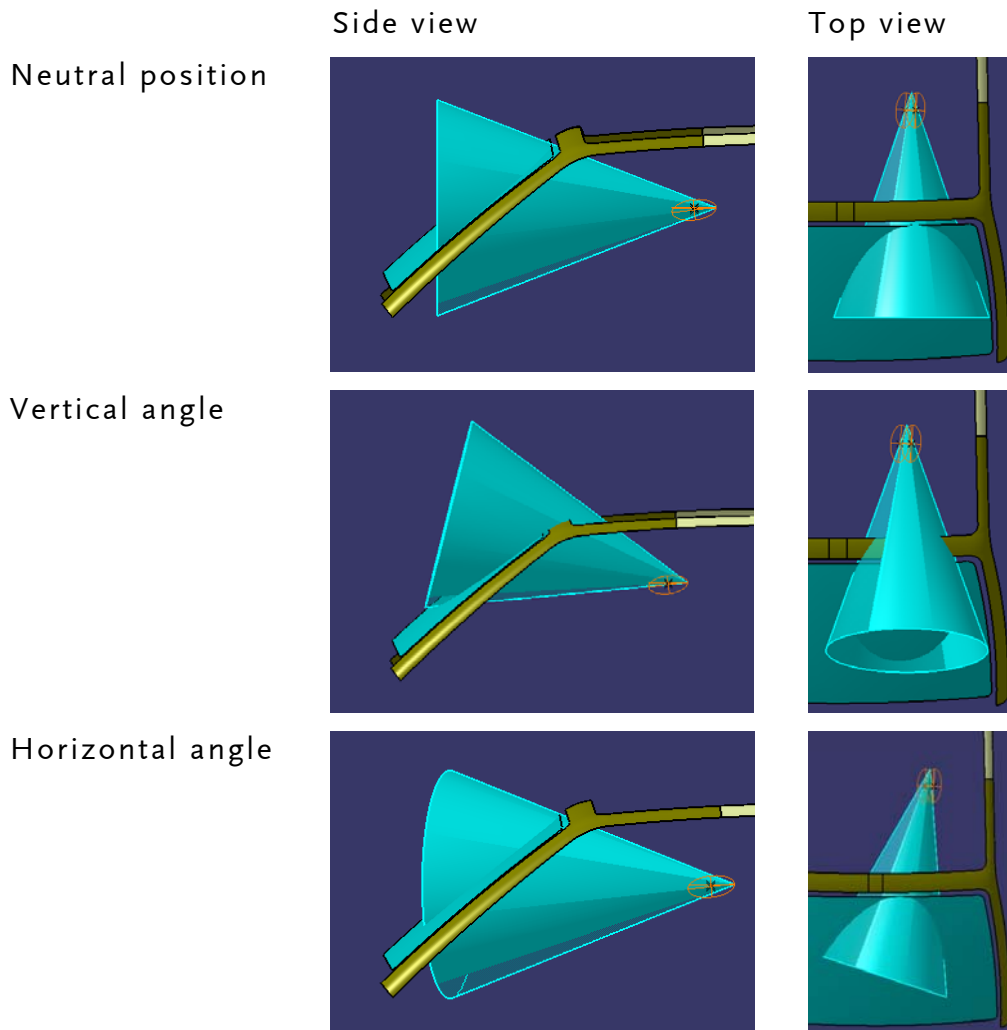 Side view
Top view
Neutral position
Vertical angle
Horizontal angle